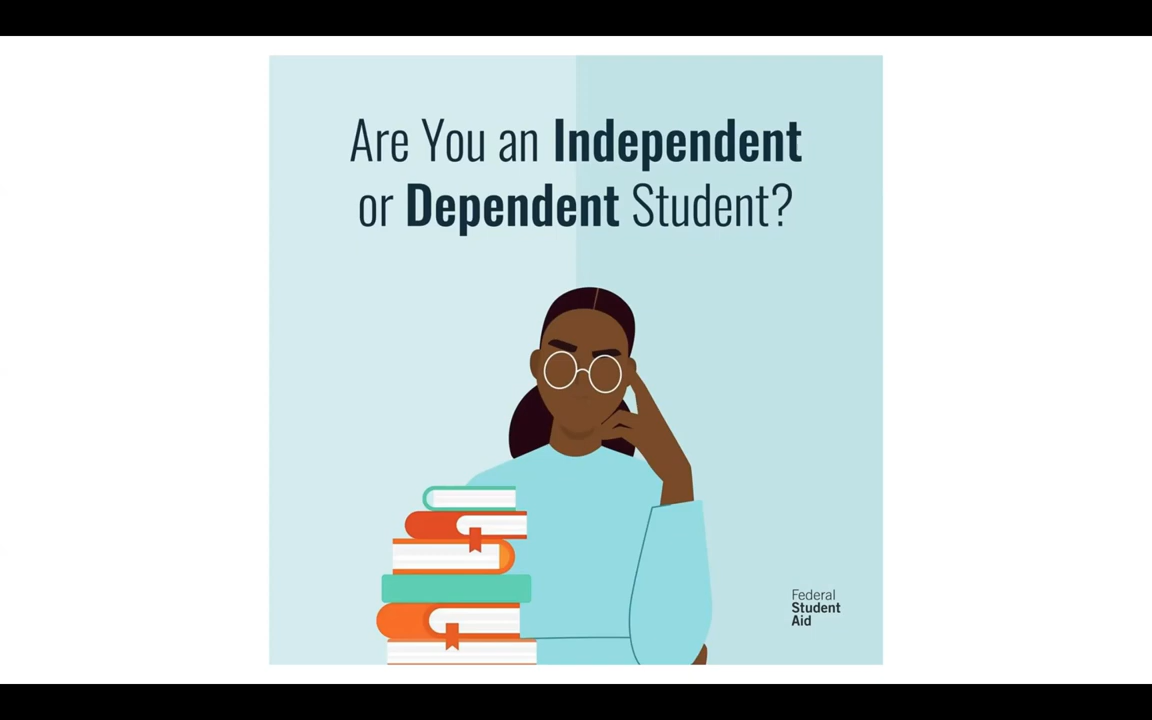 Are You an Independent
or Dependent Student?
Federal
Student
Aid